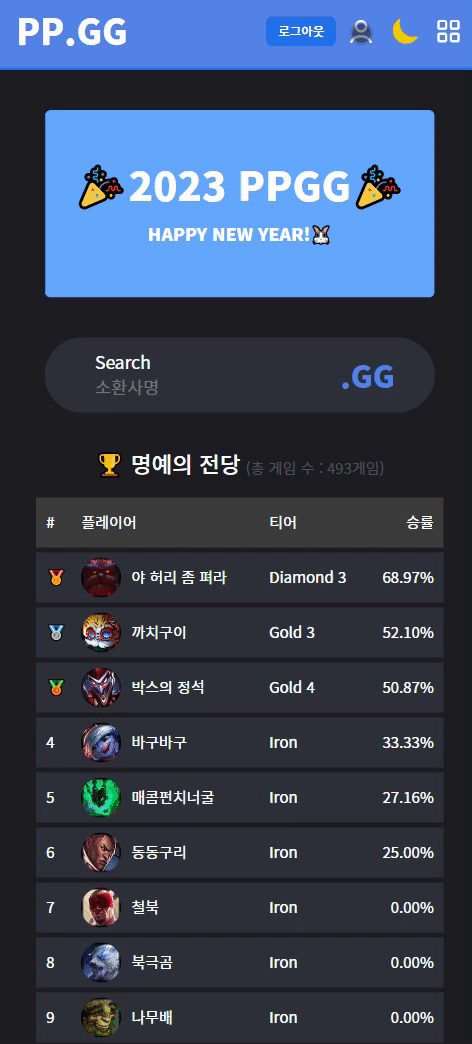 PP.GG
로그아웃
2023 PPGG
HAPPY NEW YEAR!
Search
소환사명
.GG
명예의 전당 (총 게임 수 : 493게임)
# 플레이어 티어 승률
야 허리 좀 펴라 Diamond 3 68.97%
까치구이 Gold 3 52.10%
박스의 정석 Gold 4 50.87%
4 바구바구 Iron 33.33%
5 매콤펀치너굴 Iron 27.16%
6 동동구리 Iron 25.00%
7 철북 Iron 0.00%
8 북극곰 Iron 0.00%
9 나무배 Iron 0.00%